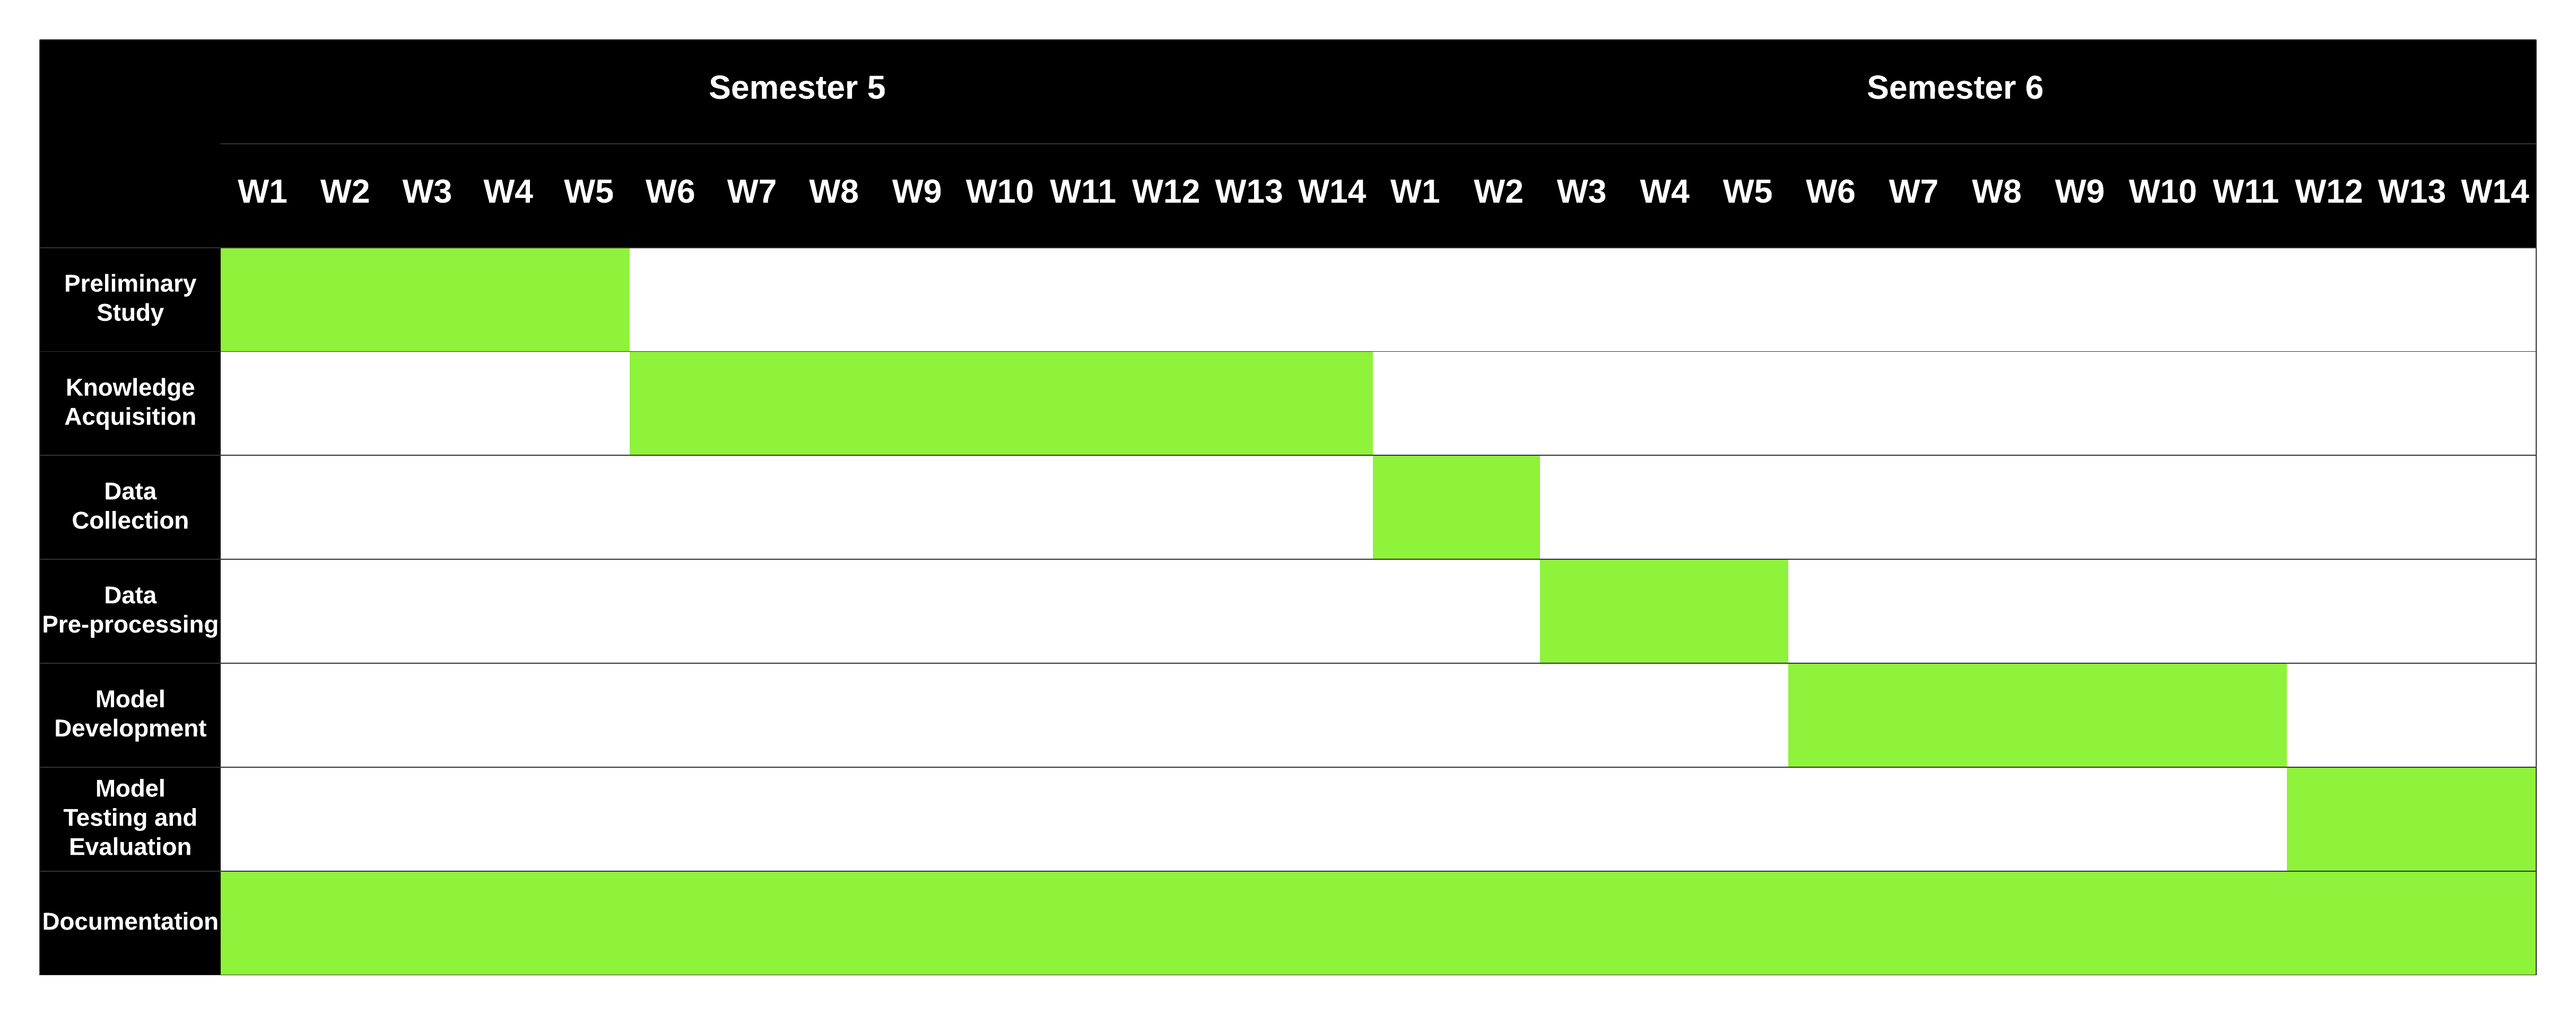 Semester 5 Semester 6
W1 W2 W3 W4 W5 W6 W7 W8 W9 W10 W11 W12 W13 W14 W1 W2 W3 W4 W5 W6 W7 W8 W9 W10 W11 W12 W13 W14
Preliminary
Study
Knowledge
Acquisition
Data
Collection
Data
Pre-processing
Model
Development
Model
Testing and
Evaluation
Documentation